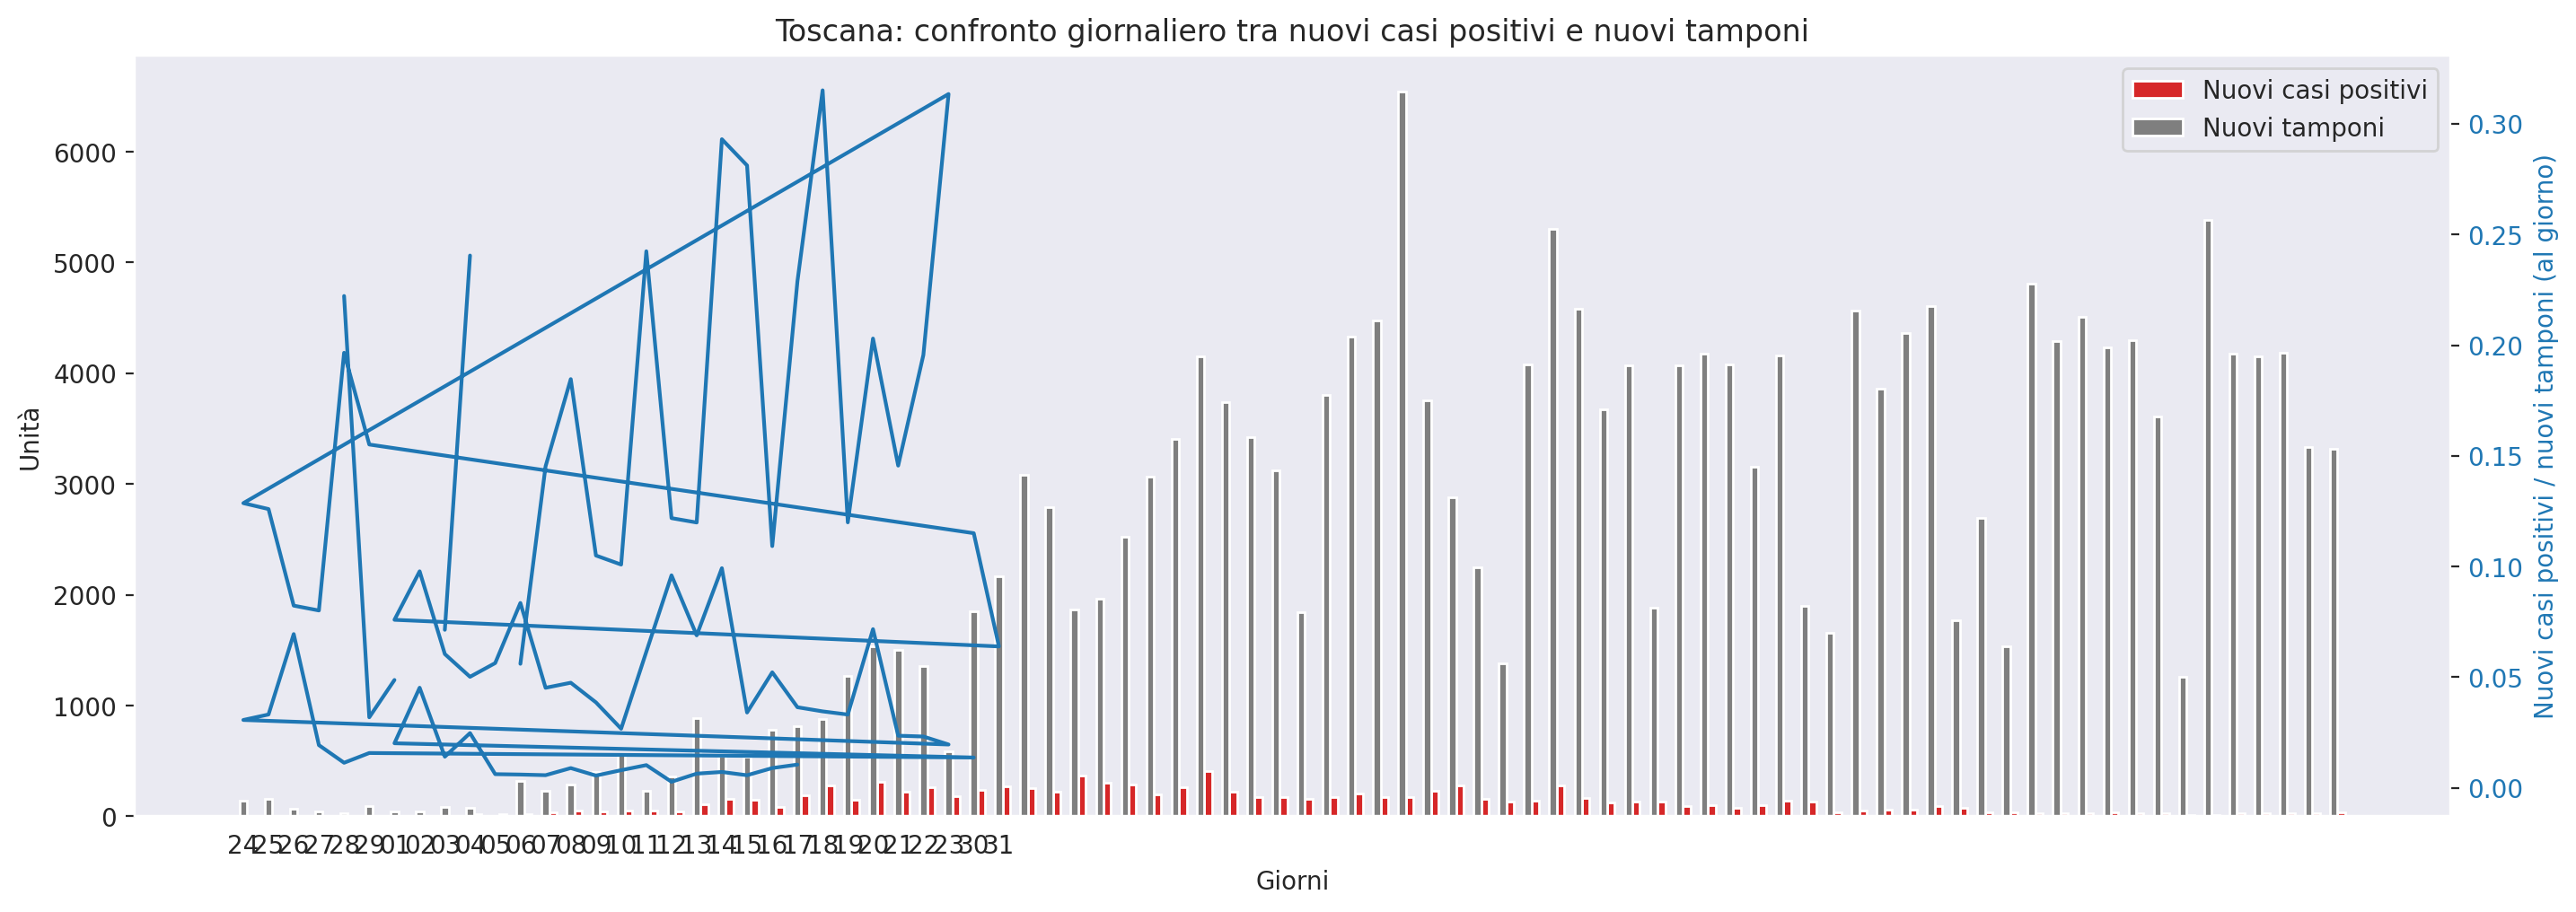 Toscana: confronto giornaliero tra nuovi casi positivi e nuovi tamponi
Nuovi casi positivi
Nuovi tamponi
6000
5000
4000
3000
2000
1000
0
Unità
0.30
0.25
0.20
0.15
0.10
0.05
0.00
Nuovi casi positivi / nuovi tamponi (al giorno)
24 25 26 27 28 29 01 02 03 04 05 06 07 08 09 10 11 12 13 14 15 16 17 18 19 20 21 22 23 30 31
Giorni